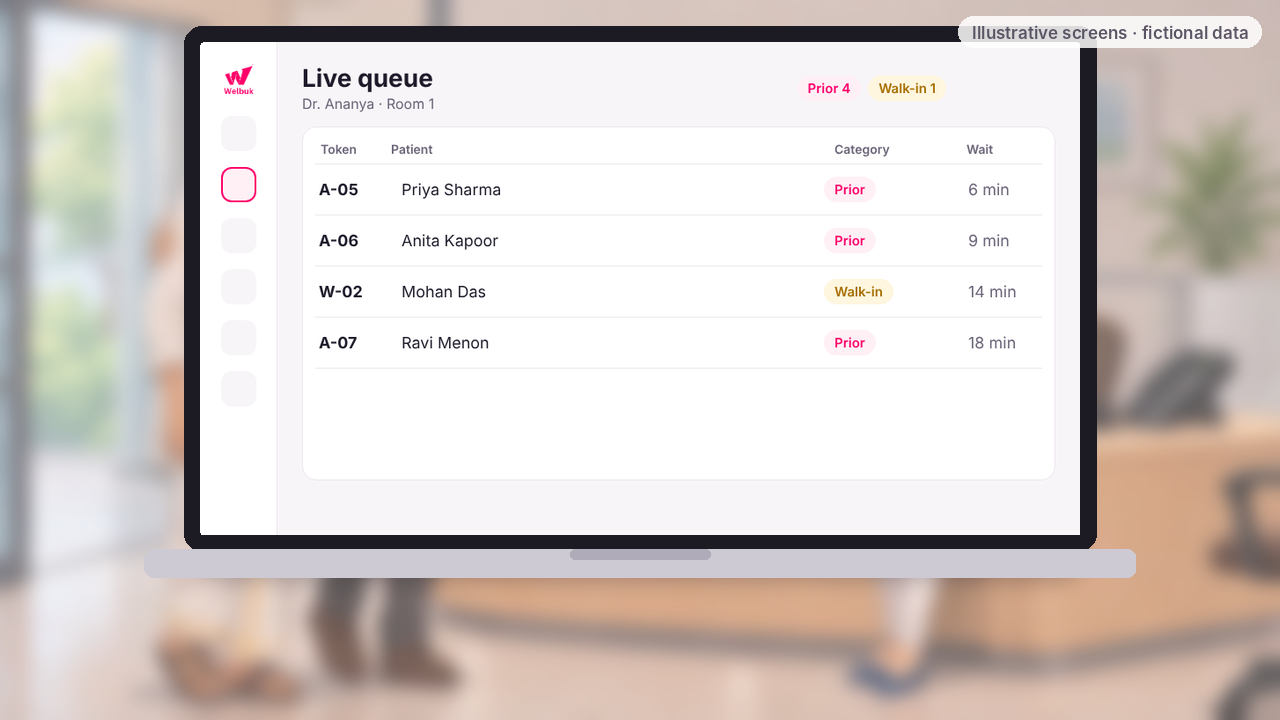 Illustrative screens · fictional data
Welbuk
Live queue
Dr. Ananya · Room 1
Prior 4
Walk-in 1
Token Patient Category Wait
A-05 Priya Sharma Prior 6 min
A-06 Anita Kapoor Prior 9 min
W-02 Mohan Das Walk-in 14 min
A-07 Ravi Menon Prior 18 min